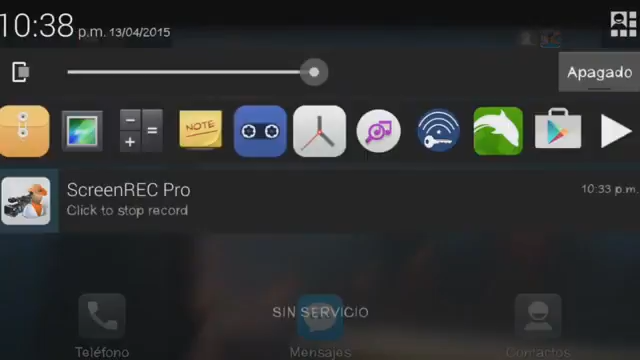 10:38 p.m. 13/04/2015
Apagado
NOTE
ScreenREC Pro
10:33 p.m.
Click to stop record
SIN SERVICIO
Teléfono
Mensajes
Contactos